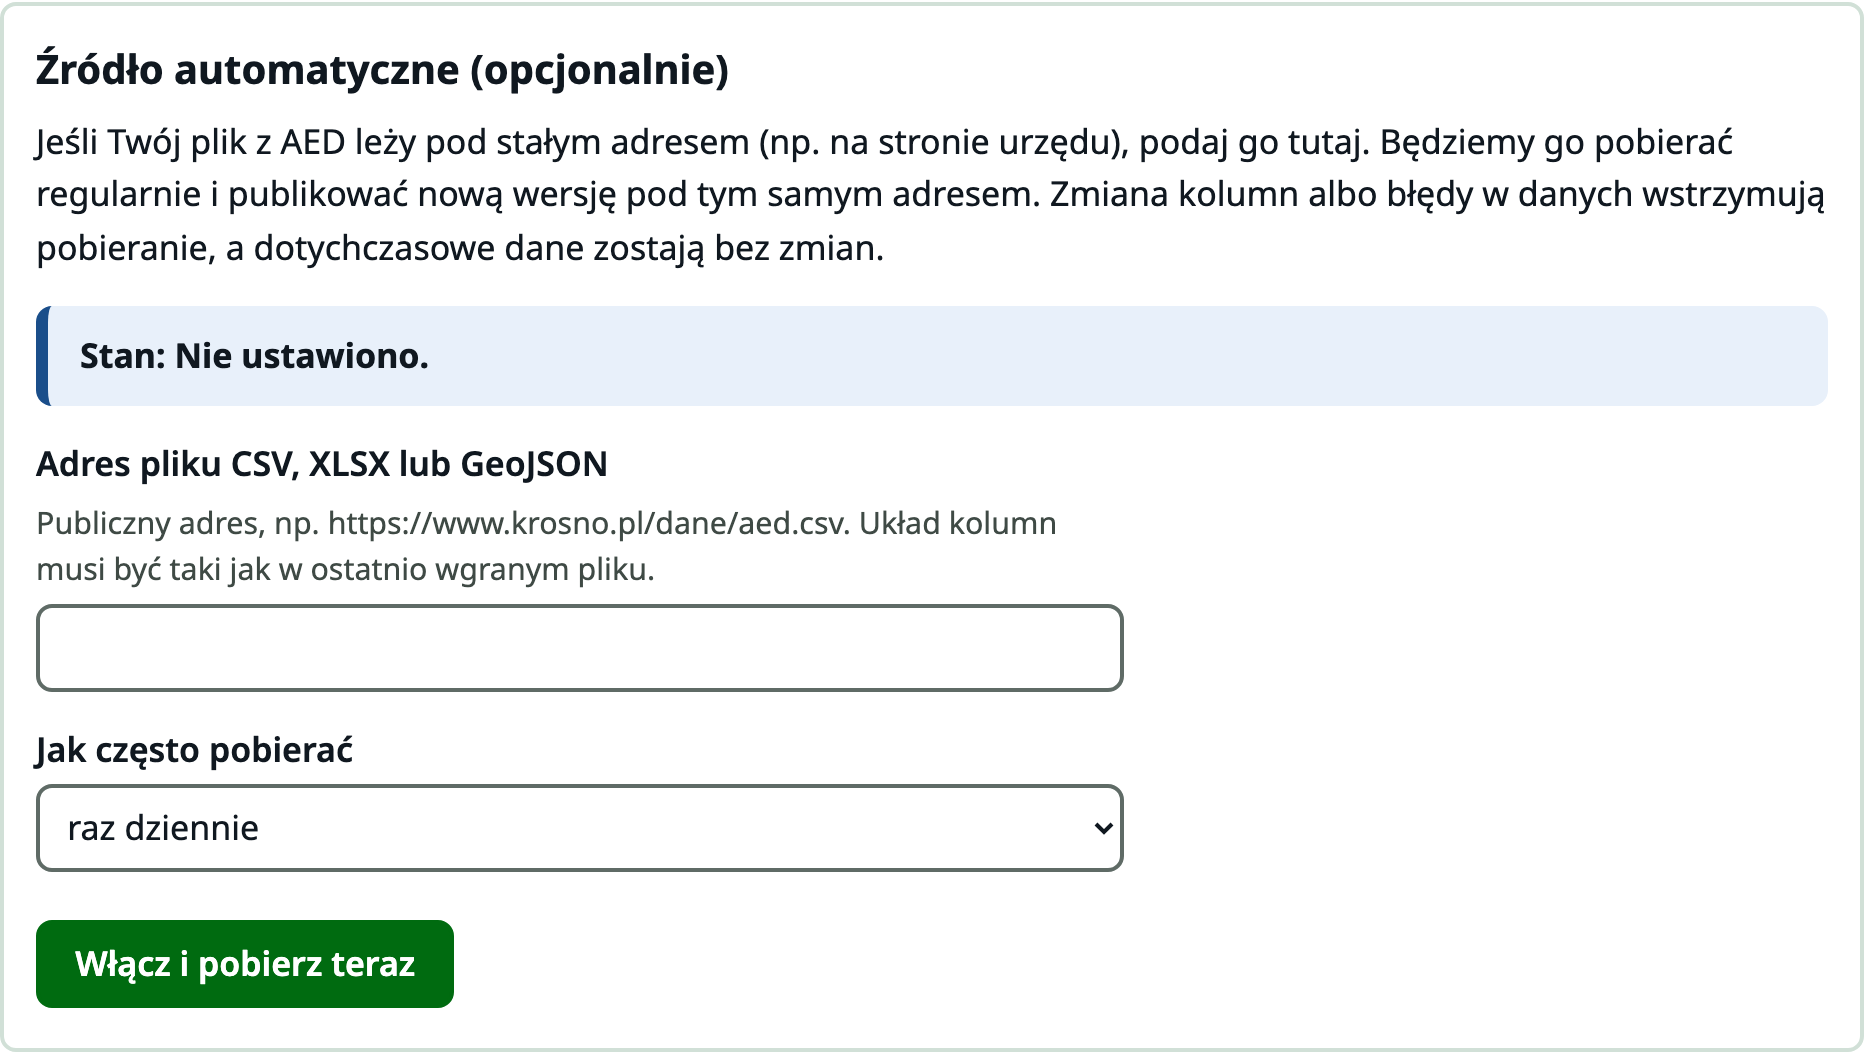 Źródło automatyczne (opcjonalnie)
Jeśli Twój plik z AED leży pod stałym adresem (np. na stronie urzędu), podaj go tutaj. Będziemy go pobierać
regularnie i publikować nową wersję pod tym samym adresem. Zmiana kolumn albo błędy w danych wstrzymują
pobieranie, a dotychczasowe dane zostają bez zmian.
Stan: Nie ustawiono.
Adres pliku CSV, XLSX lub GeoJSON
Publiczny adres, np. https://www.krosno.pl/dane/aed.csv. Układ kolumn
musi być taki jak w ostatnio wgranym pliku.
Jak często pobierać
raz dziennie
Włącz i pobierz teraz